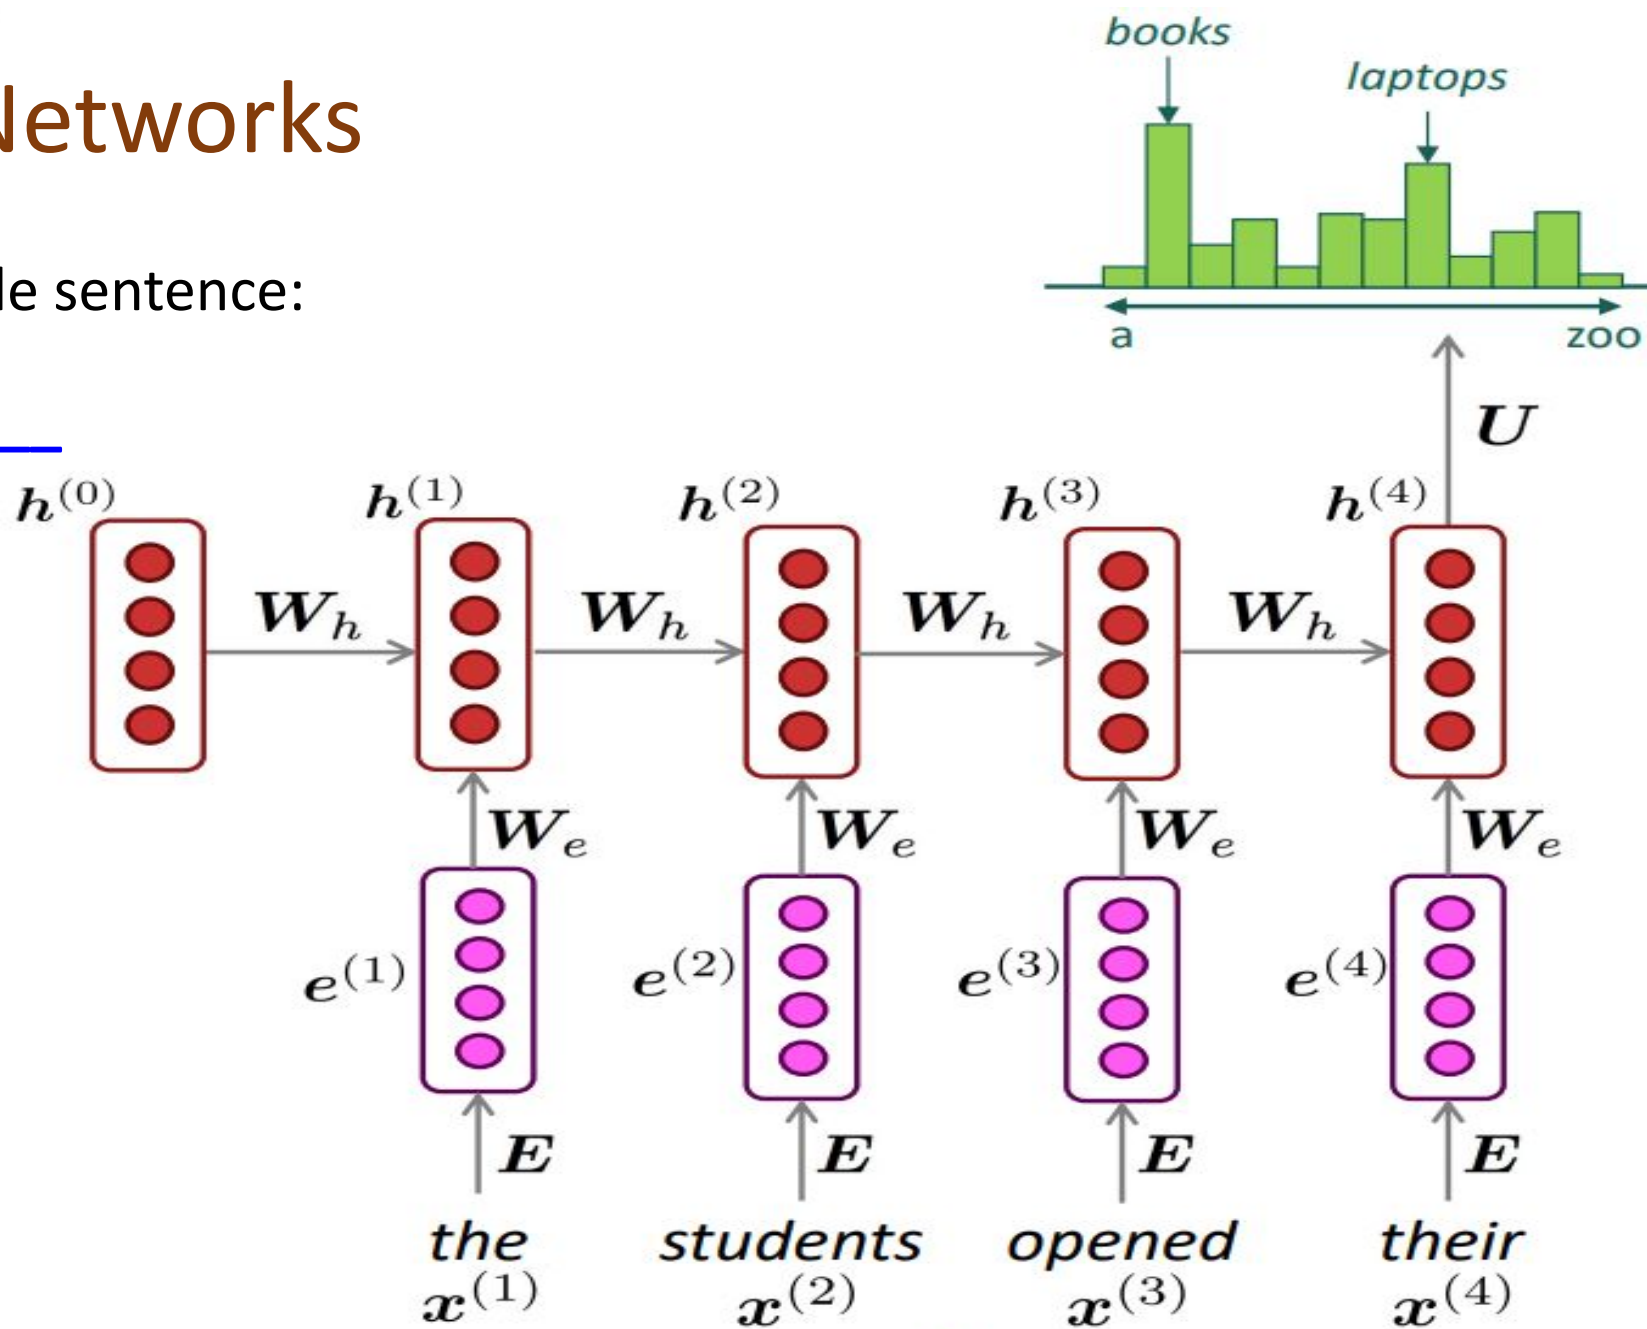 Networks
le sentence:
books
laptops
a zoo
U
h(0) h(1) h(2) h(3) h(4)
Wh Wh Wh Wh
We We We We
e(1) e(2) e(3) e(4)
E E E E
the students opened their
x(1) x(2) x(3) x(4)